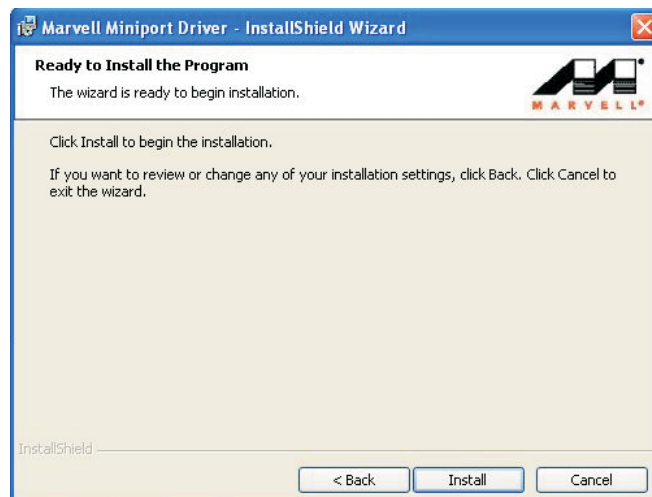 Marvell Miniport Driver - InstallShield Wizard
Ready to Install the Program
The wizard is ready to begin installation.
MARVELL®
Click Install to begin the installation.
If you want to review or change any of your installation settings, click Back. Click Cancel to
exit the wizard.
InstallShield
< Back
Install
Cancel